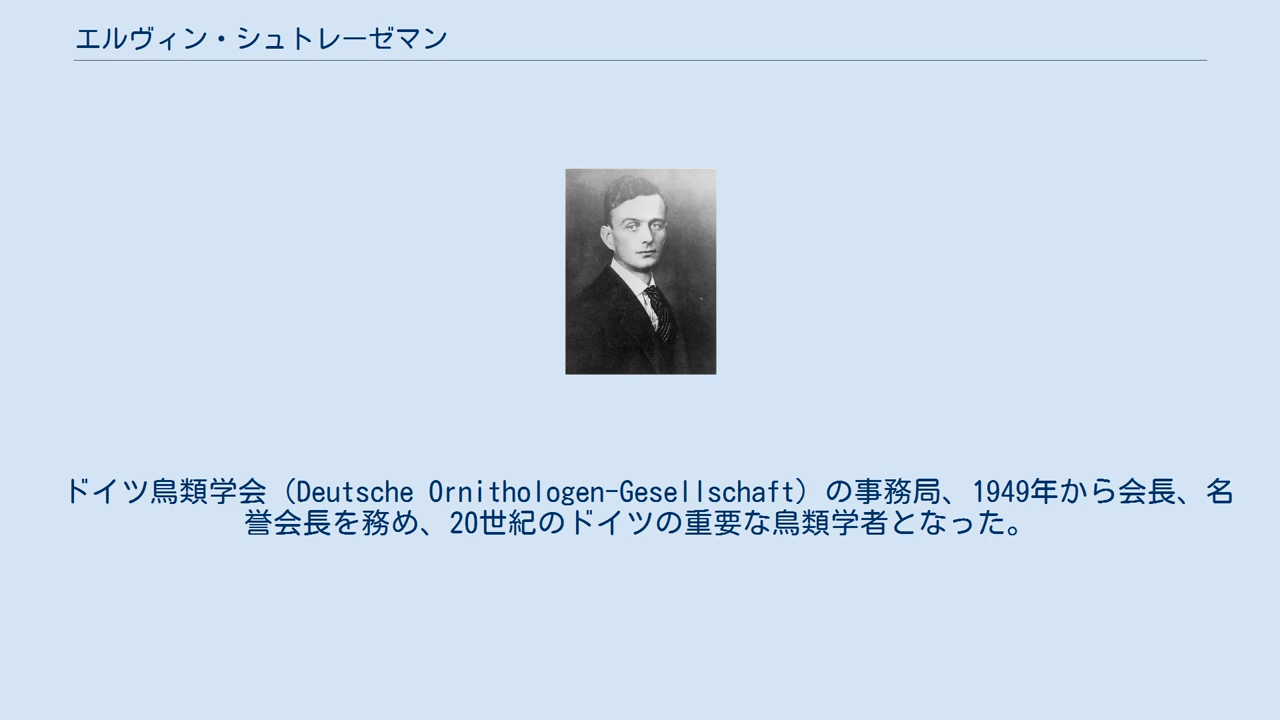 エルヴィン・シュトレーゼマン
ドイツ鳥類学会（Deutsche Ornithologen-Gesellschaft）の事務局、1949年から会長、名
誉会長を務め、20世紀のドイツの重要な鳥類学者となった。